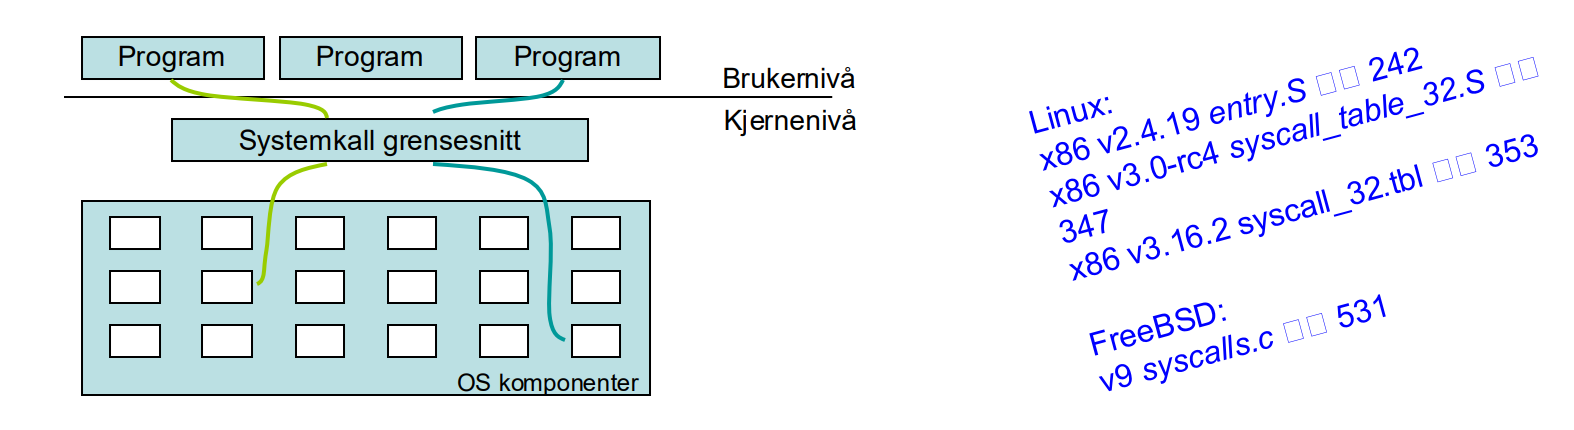 Program
Program
Program
Brukernivå
Kjernenivå
Systemkall grensesnitt
OS komponenter
Linux:
x86 v2.4.19 entry.S □□ 242
x86 v3.0-rc4 syscall_table_32.S □□
347
x86 v3.16.2 syscall_32.tbl □□ 353
FreeBSD:
v9 syscalls.c □□ 531